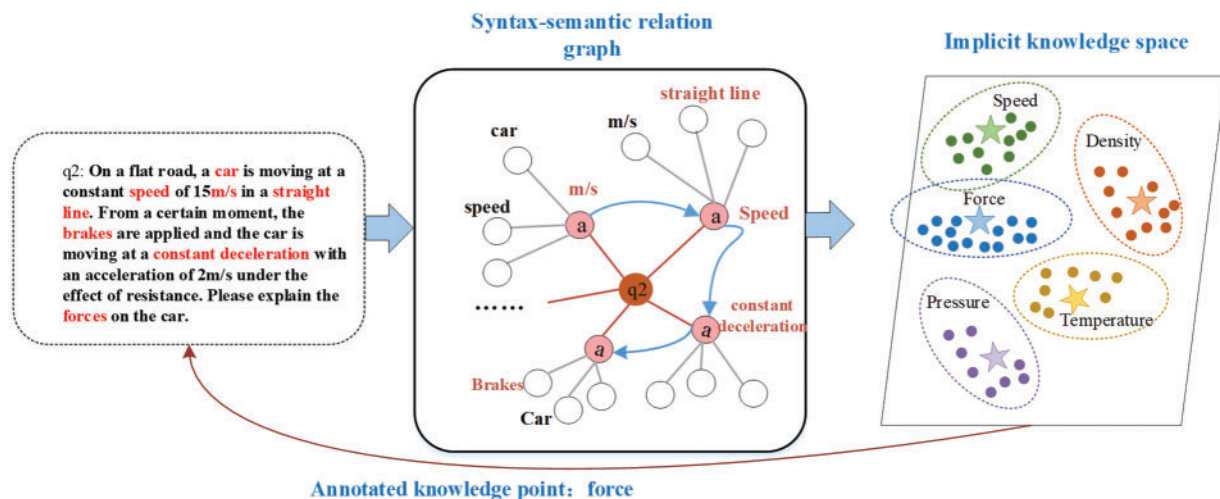 Syntax-semantic relation
graph
Implicit knowledge space
q2: On a flat road, a car is moving at a
constant speed of 15m/s in a straight
line. From a certain moment, the
brakes are applied and the car is
moving at a constant deceleration with
an acceleration of 2m/s under the
effect of resistance. Please explain the
forces on the car.
straight line
car
m/s
m/s
speed
a
a
Speed
q2
……
constant
deceleration
a
a
Brakes
Car
Speed
Density
Force
Pressure
Temperature
Annotated knowledge point: force